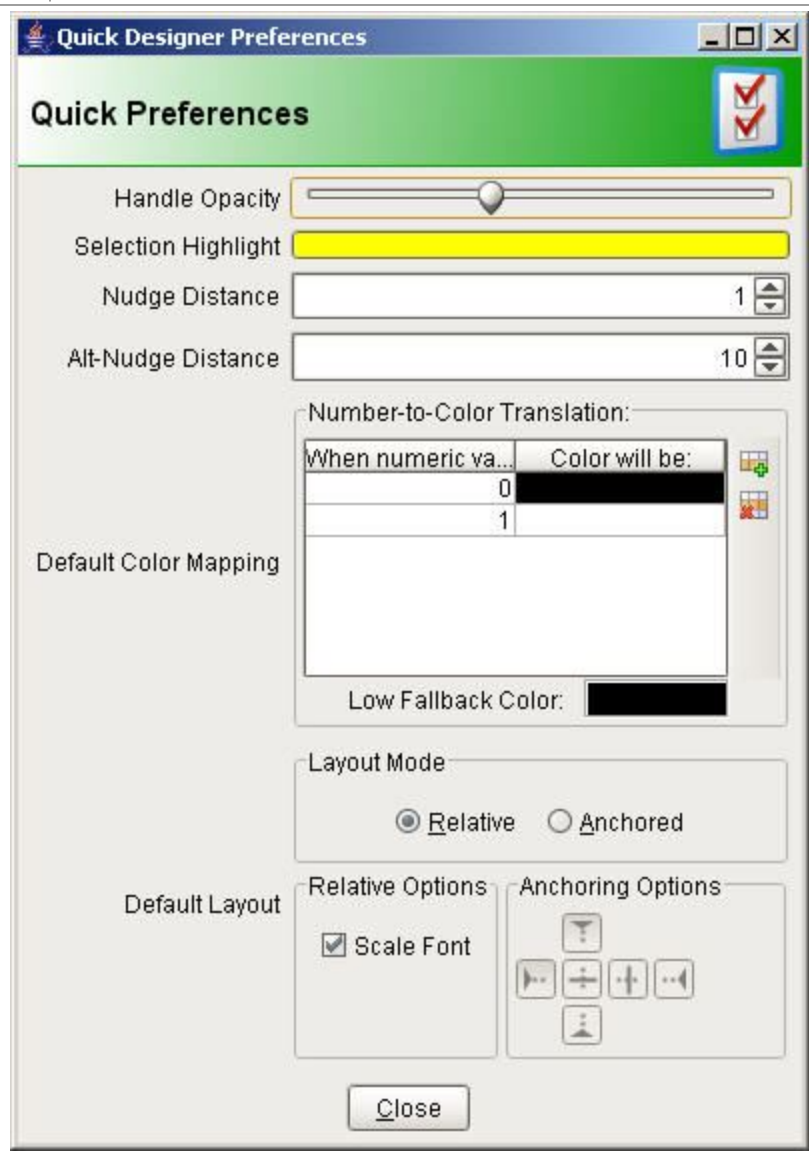 Quick Designer Preferences
Quick Preferences
Handle Opacity
Selection Highlight
Nudge Distance 1
Alt-Nudge Distance 10
Number-to-Color Translation:
When numeric va... Color will be:
0
1
Default Color Mapping
Low Fallback Color:
Layout Mode
Relative Anchored
Default Layout
Relative Options Anchoring Options
Scale Font
Close